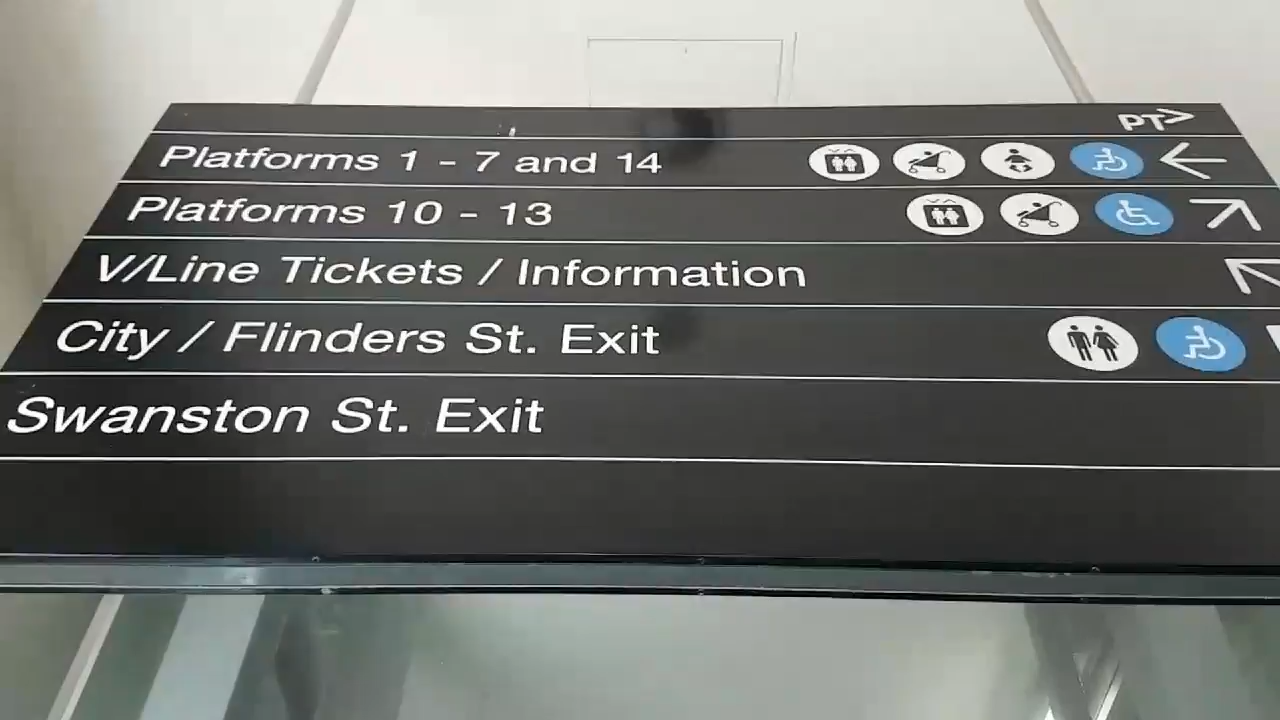 PT>
Platforms 1 - 7 and 14
Platforms 10 - 13
V/Line Tickets / Information
City / Flinders St. Exit
Swanston St. Exit